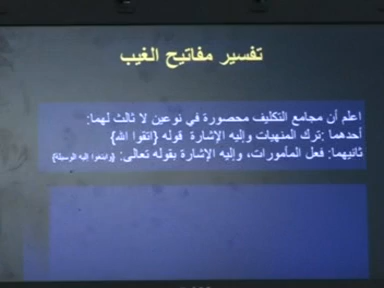 تفسير مفاتيح الغيب
اعلم أن مجامع التكليف محصورة في نوعين لا ثالث لهما:
أحدهما :ترك المنهيات وإليه الإشارة  قوله {اتقوا الله}
ثانيهما: فعل المأمورات، وإليه الإشارة بقوله تعالى: {وابتغوا إليه الوسيلة}